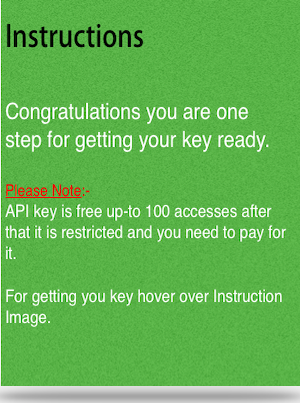 Instructions
Congratulations you are one
step for getting your key ready.
Please Note:-
API key is free up-to 100 accesses after
that it is restricted and you need to pay for
it.
For getting you key hover over Instruction
Image.